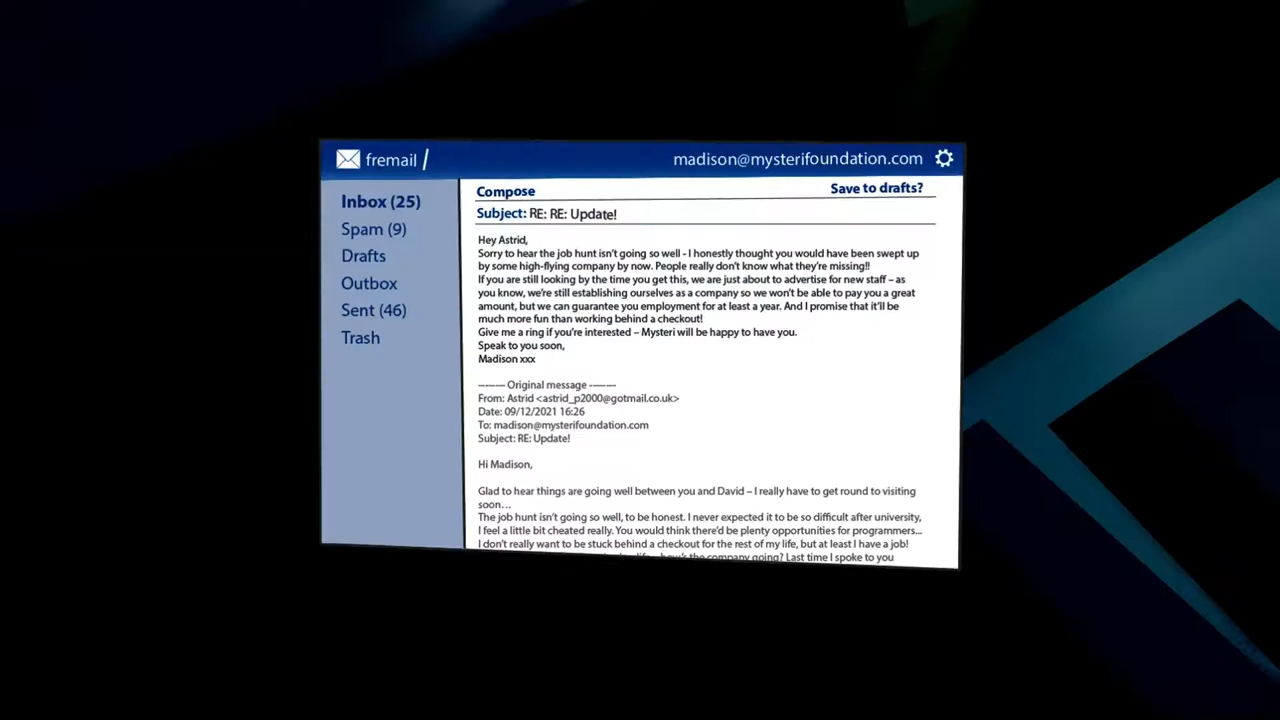 fremail /
madison@mysterifoundation.com
Inbox (25)
Spam (9)
Drafts
Outbox
Sent (46)
Trash
Compose
Save to drafts?
Subject: RE: RE: Update!
Hey Astrid,
Sorry to hear the job hunt isn't going so well - I honestly thought you would have been swept up
by some high-flying company by now. People really don't know what they're missing!!
If you are still looking by the time you get this, we are just about to advertise for new staff – as
you know, we're still establishing ourselves as a company so we won't be able to pay you a great
amount, but we can guarantee you employment for at least a year. And I promise that it'll be
much more fun than working behind a checkout!
Give me a ring if you're interested – Mysteri will be happy to have you.
Speak to you soon,
Madison xxx
-------- Original message --------
From: Astrid <astrid_p2000@gotmail.co.uk>
Date: 09/12/2021 16:26
To: madison@mysterifoundation.com
Subject: RE: Update!
Hi Madison,
Glad to hear things are going well between you and David – I really have to get round to visiting
soon…
The job hunt isn't going so well, to be honest. I never expected it to be so difficult after university,
I feel a little bit cheated really. You would think there'd be plenty opportunities for programmers...
I don't really want to be stuck behind a checkout for the rest of my life, but at least I have a job!
how's the company going? Last time I spoke to you